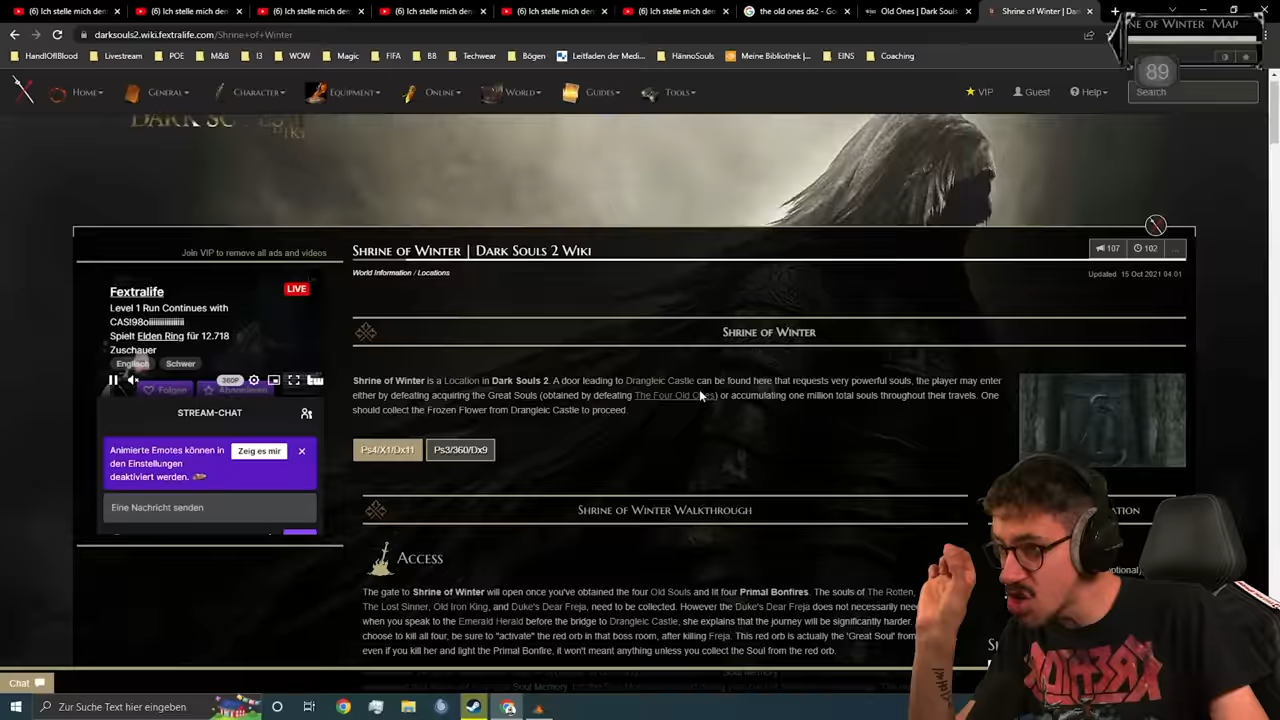 (6) Ich stelle mich der
(6) Ich stelle mich den
(6) Ich stelle mich den
(6) Ich stelle mich den
(6) Ich stelle mich den
(6) Ich stelle mich der
the old ones ds2 - Go
Old Ones | Dark Souls
Shrine of Winter | Dar
NE OF WINTER MAP
darksouls2.wiki.fextralife.com/Shrine+of+Winter
HandIOfBlood
Livestream
POE
M&B
I3
WOW
Magic
FIFA
BB
Techwear
Bögen
Leitfaden der Medi...
HännoSouls
Meine Bibliothek |...
EINS
Coaching
89
HOME
GENERAL
CHARACTER
EQUIPMENT
ONLINE
WORLD
GUIDES
TOOLS
VIP
Guest
Help
Search
Join VIP to remove all ads and videos
SHRINE OF WINTER | DARK SOULS 2 WIKI
107
102
...
World Information / Locations
Updated 15 Oct 2021 04:01
Fextralife
LIVE
Level 1 Run Continues with
CAS!98oiiiiiiiiiiiiiiiii
Spielt Elden Ring für 12.718
Zuschauer
Englisch
Schwer
360P
Folgen
Abonnieren
STREAM-CHAT
Animierte Emotes können in
den Einstellungen
deaktiviert werden.
Zeig es mir
Eine Nachricht senden
SHRINE OF WINTER
Shrine of Winter is a Location in Dark Souls 2. A door leading to Drangleic Castle can be found here that requests very powerful souls, the player may enter
either by defeating acquiring the Great Souls (obtained by defeating The Four Old Ones) or accumulating one million total souls throughout their travels. One
should collect the Frozen Flower from Drangleic Castle to proceed
Ps4/X1/Dx11
Ps3/360/Dx9
SHRINE OF WINTER WALKTHROUGH
ATION
ACCESS
The gate to Shrine of Winter will open once you've obtained the four Old Souls and lit four Primal Bonfires. The souls of The Rotten,
The Lost Sinner, Old Iron King, and Duke's Dear Freja, need to be collected. However the Duke's Dear Freja does not necessarily nee
when you speak to the Emerald Herald before the bridge to Drangleic Castle, she explains that the journey will be significantly harder.
choose to kill all four, be sure to "activate" the red orb in that boss room, after killing Freja. This red orb is actually the 'Great Soul' from
even if you kill her and light the Primal Bonfire, it won't meant anything unless you collect the Soul from the red orb.
Chat
Zur Suche Text hier eingeben